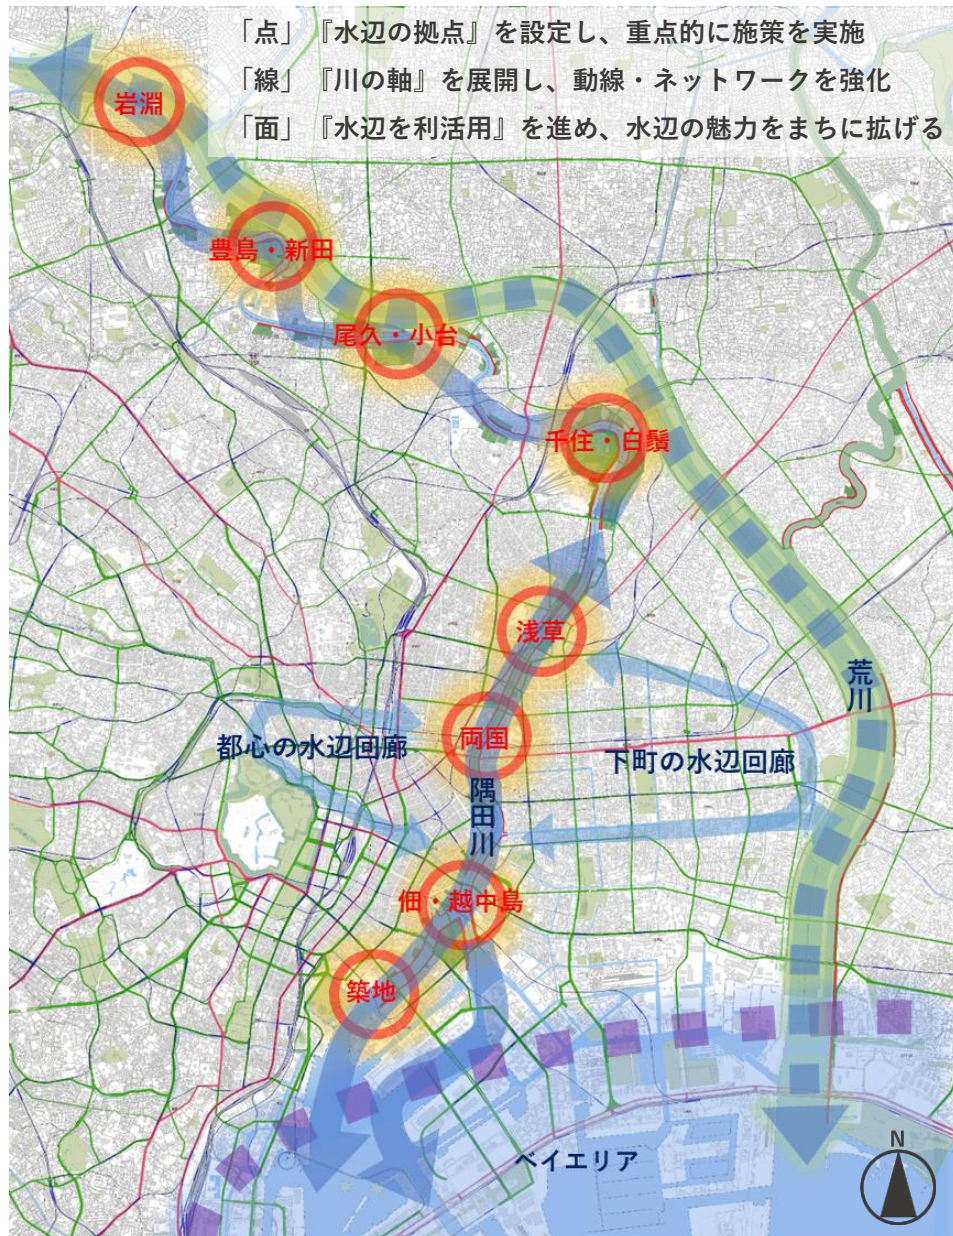 「点」『水辺の拠点』を設定し、重点的に施策を実施
「線」『川の軸』を展開し、動線・ネットワークを強化
「面」『水辺を利活用』を進め、水辺の魅力をまちに拡げる
岩淵
豊島・新田
尾久・小台
千住・白鬚
浅草
荒川
両国
都心の水辺回廊
下町の水辺回廊
隅田川
佃・越中島
築地
ベイエリア
N